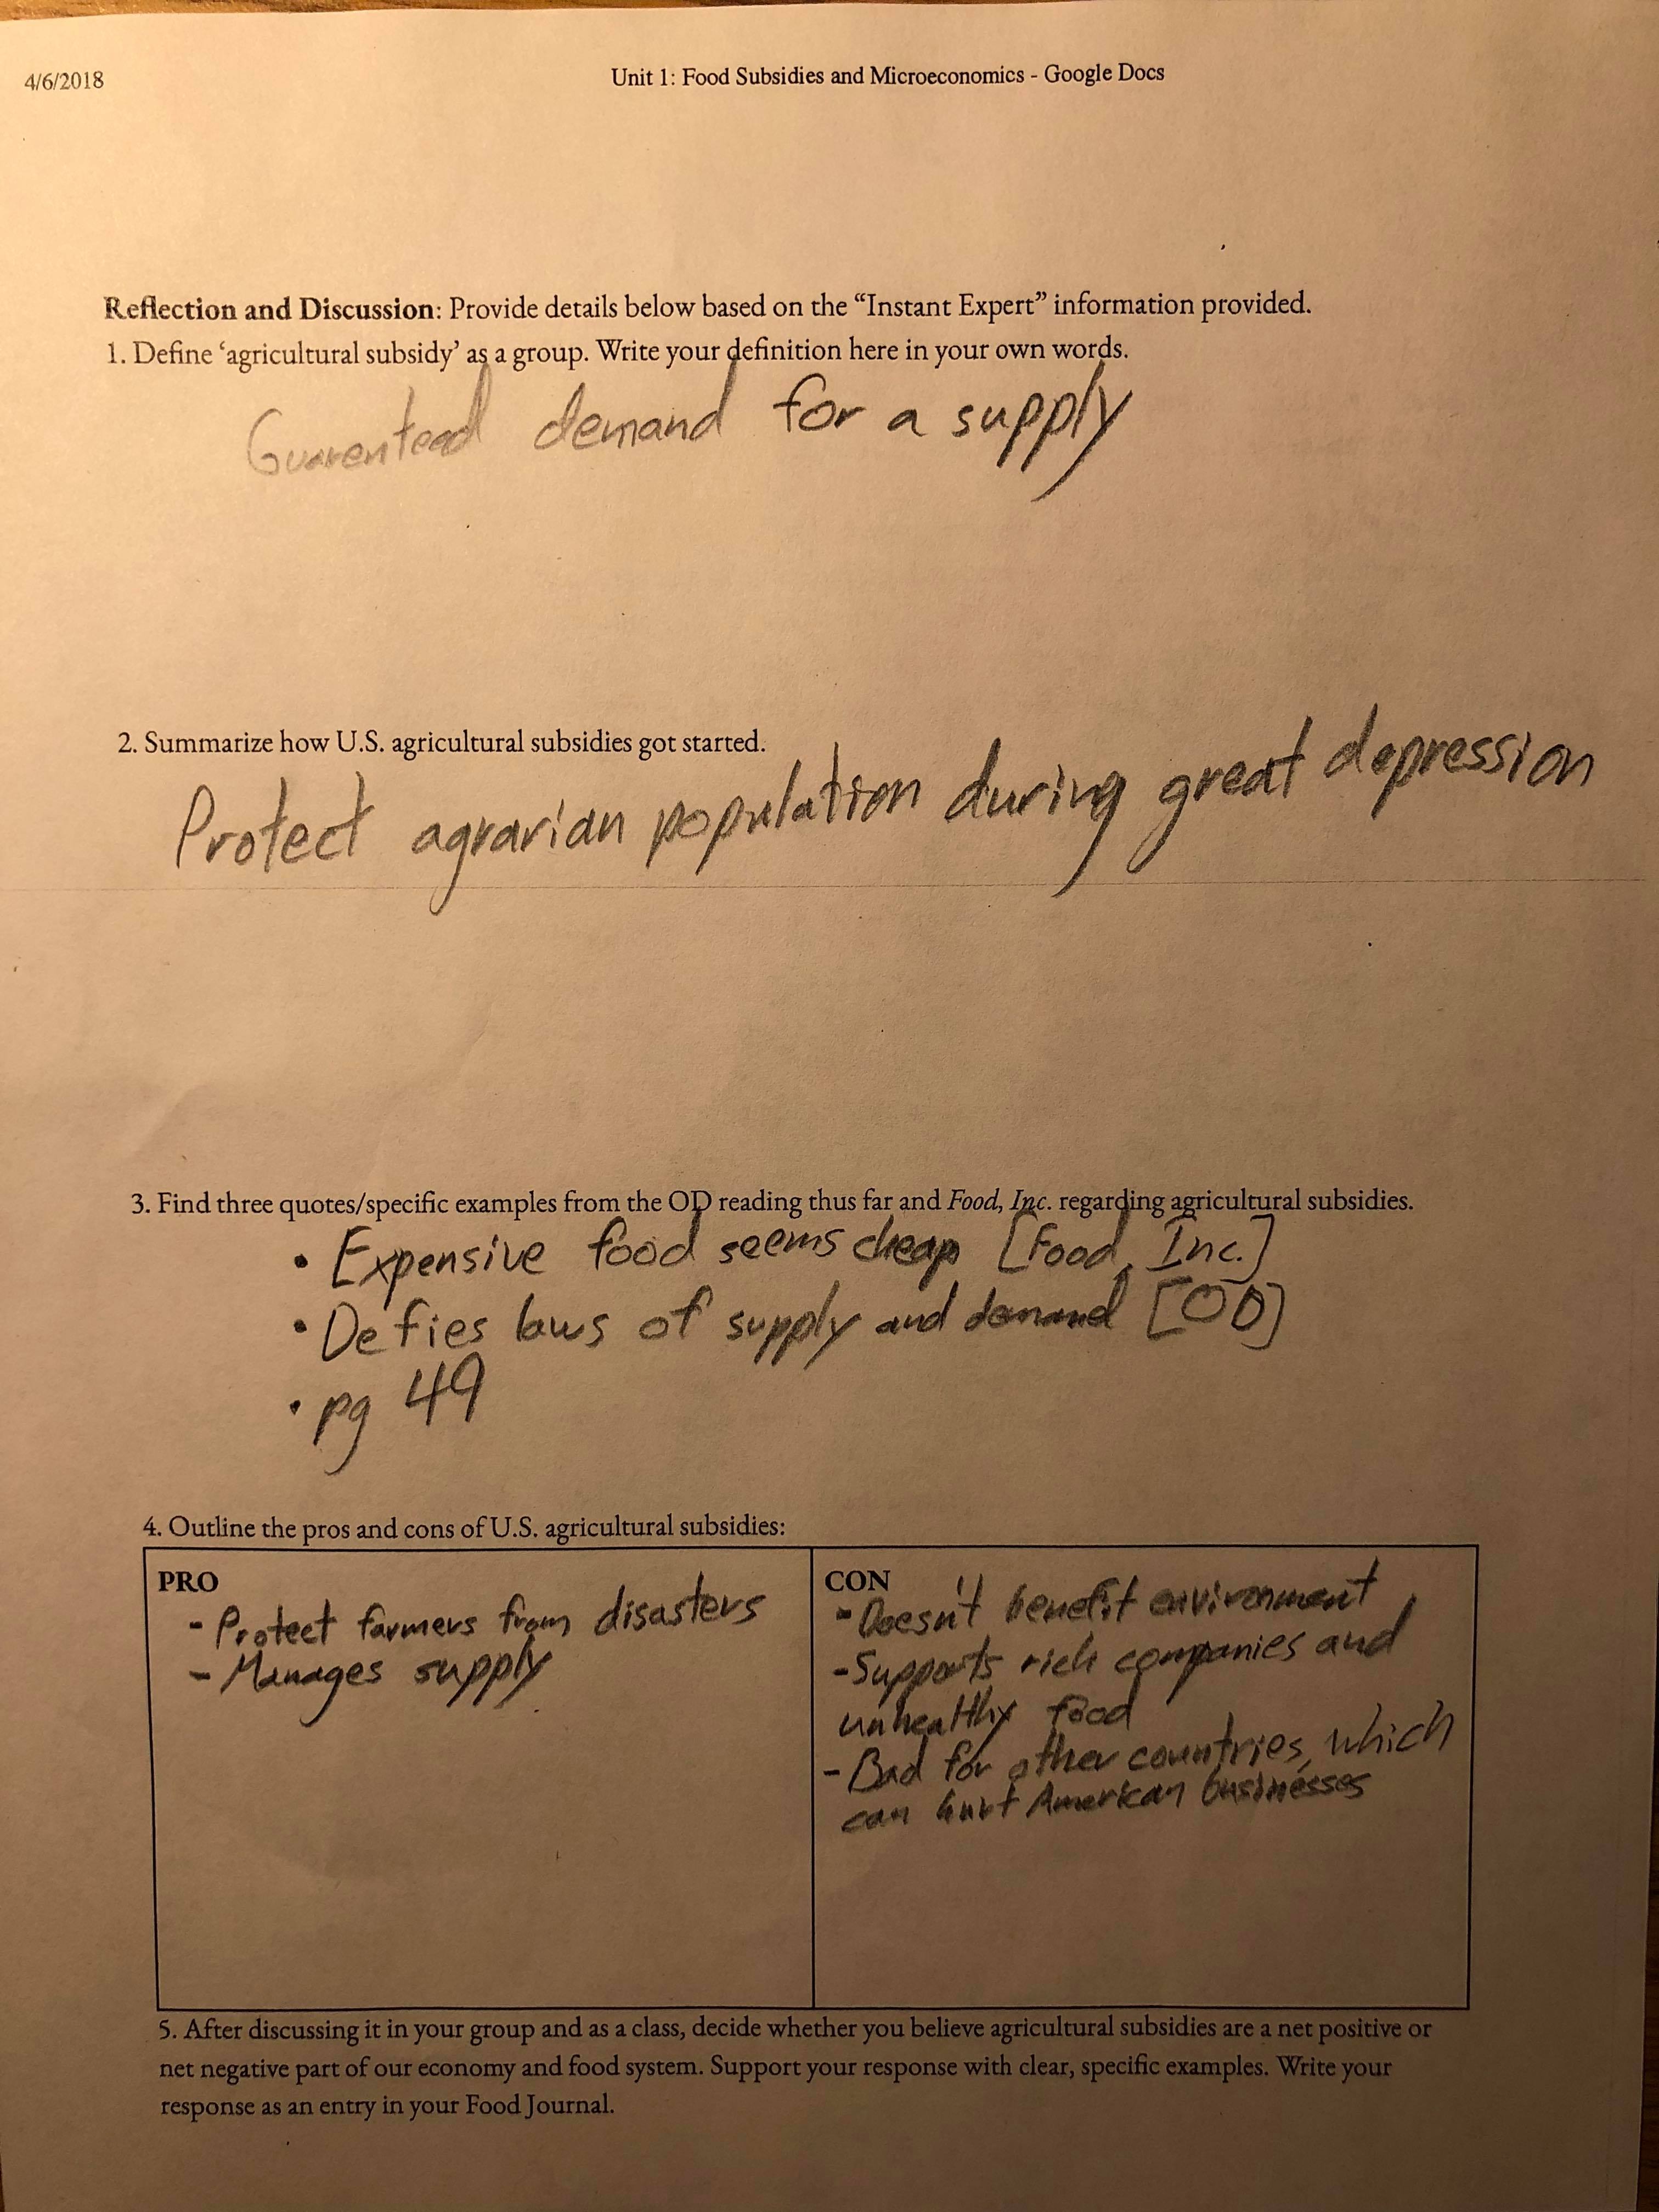 4/6/2018
Unit 1: Food Subsidies and Microeconomics - Google Docs
Reflection and Discussion: Provide details below based on the “Instant Expert” information provided.
1. Define ‘agricultural subsidy’ as a group. Write your definition here in your own words.
Guarenteed demand for a supply
2. Summarize how U.S. agricultural subsidies got started.
Protect agrarian population during great depression
3. Find three quotes/specific examples from the OD reading thus far and Food, Inc. regarding agricultural subsidies.
• Expensive food seems cheap [Food, Inc.]
• Defies laws of supply and demand [OD]
• pg 49
4. Outline the pros and cons of U.S. agricultural subsidies:
PRO
- Protect farmers from disasters
- Manages supply
CON
- Doesn't benefit environment
- Supports rich companies and
unhealthy food
- Bad for other countries, which
can hurt American businesses
5. After discussing it in your group and as a class, decide whether you believe agricultural subsidies are a net positive or
net negative part of our economy and food system. Support your response with clear, specific examples. Write your
response as an entry in your Food Journal.